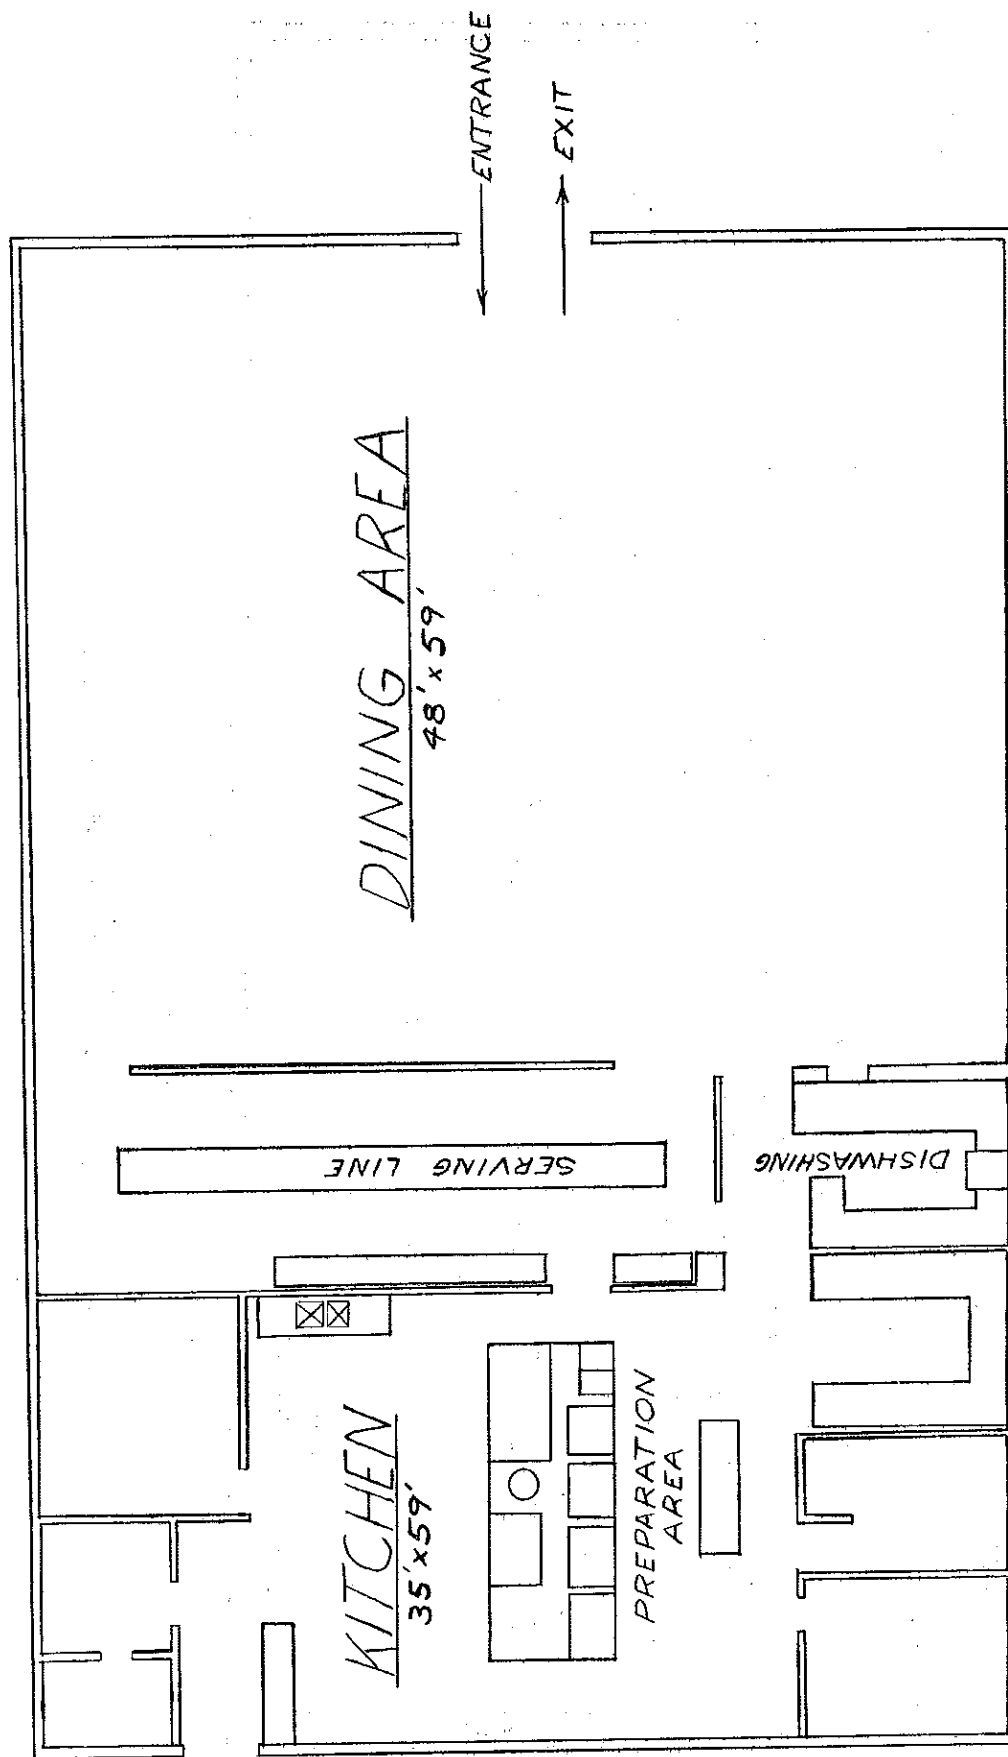 ENTRANCE
EXIT
DINING AREA
48' x 59'
SERVING LINE
DISHWASHING
KITCHEN
35' x 59'
PREPARATION
AREA